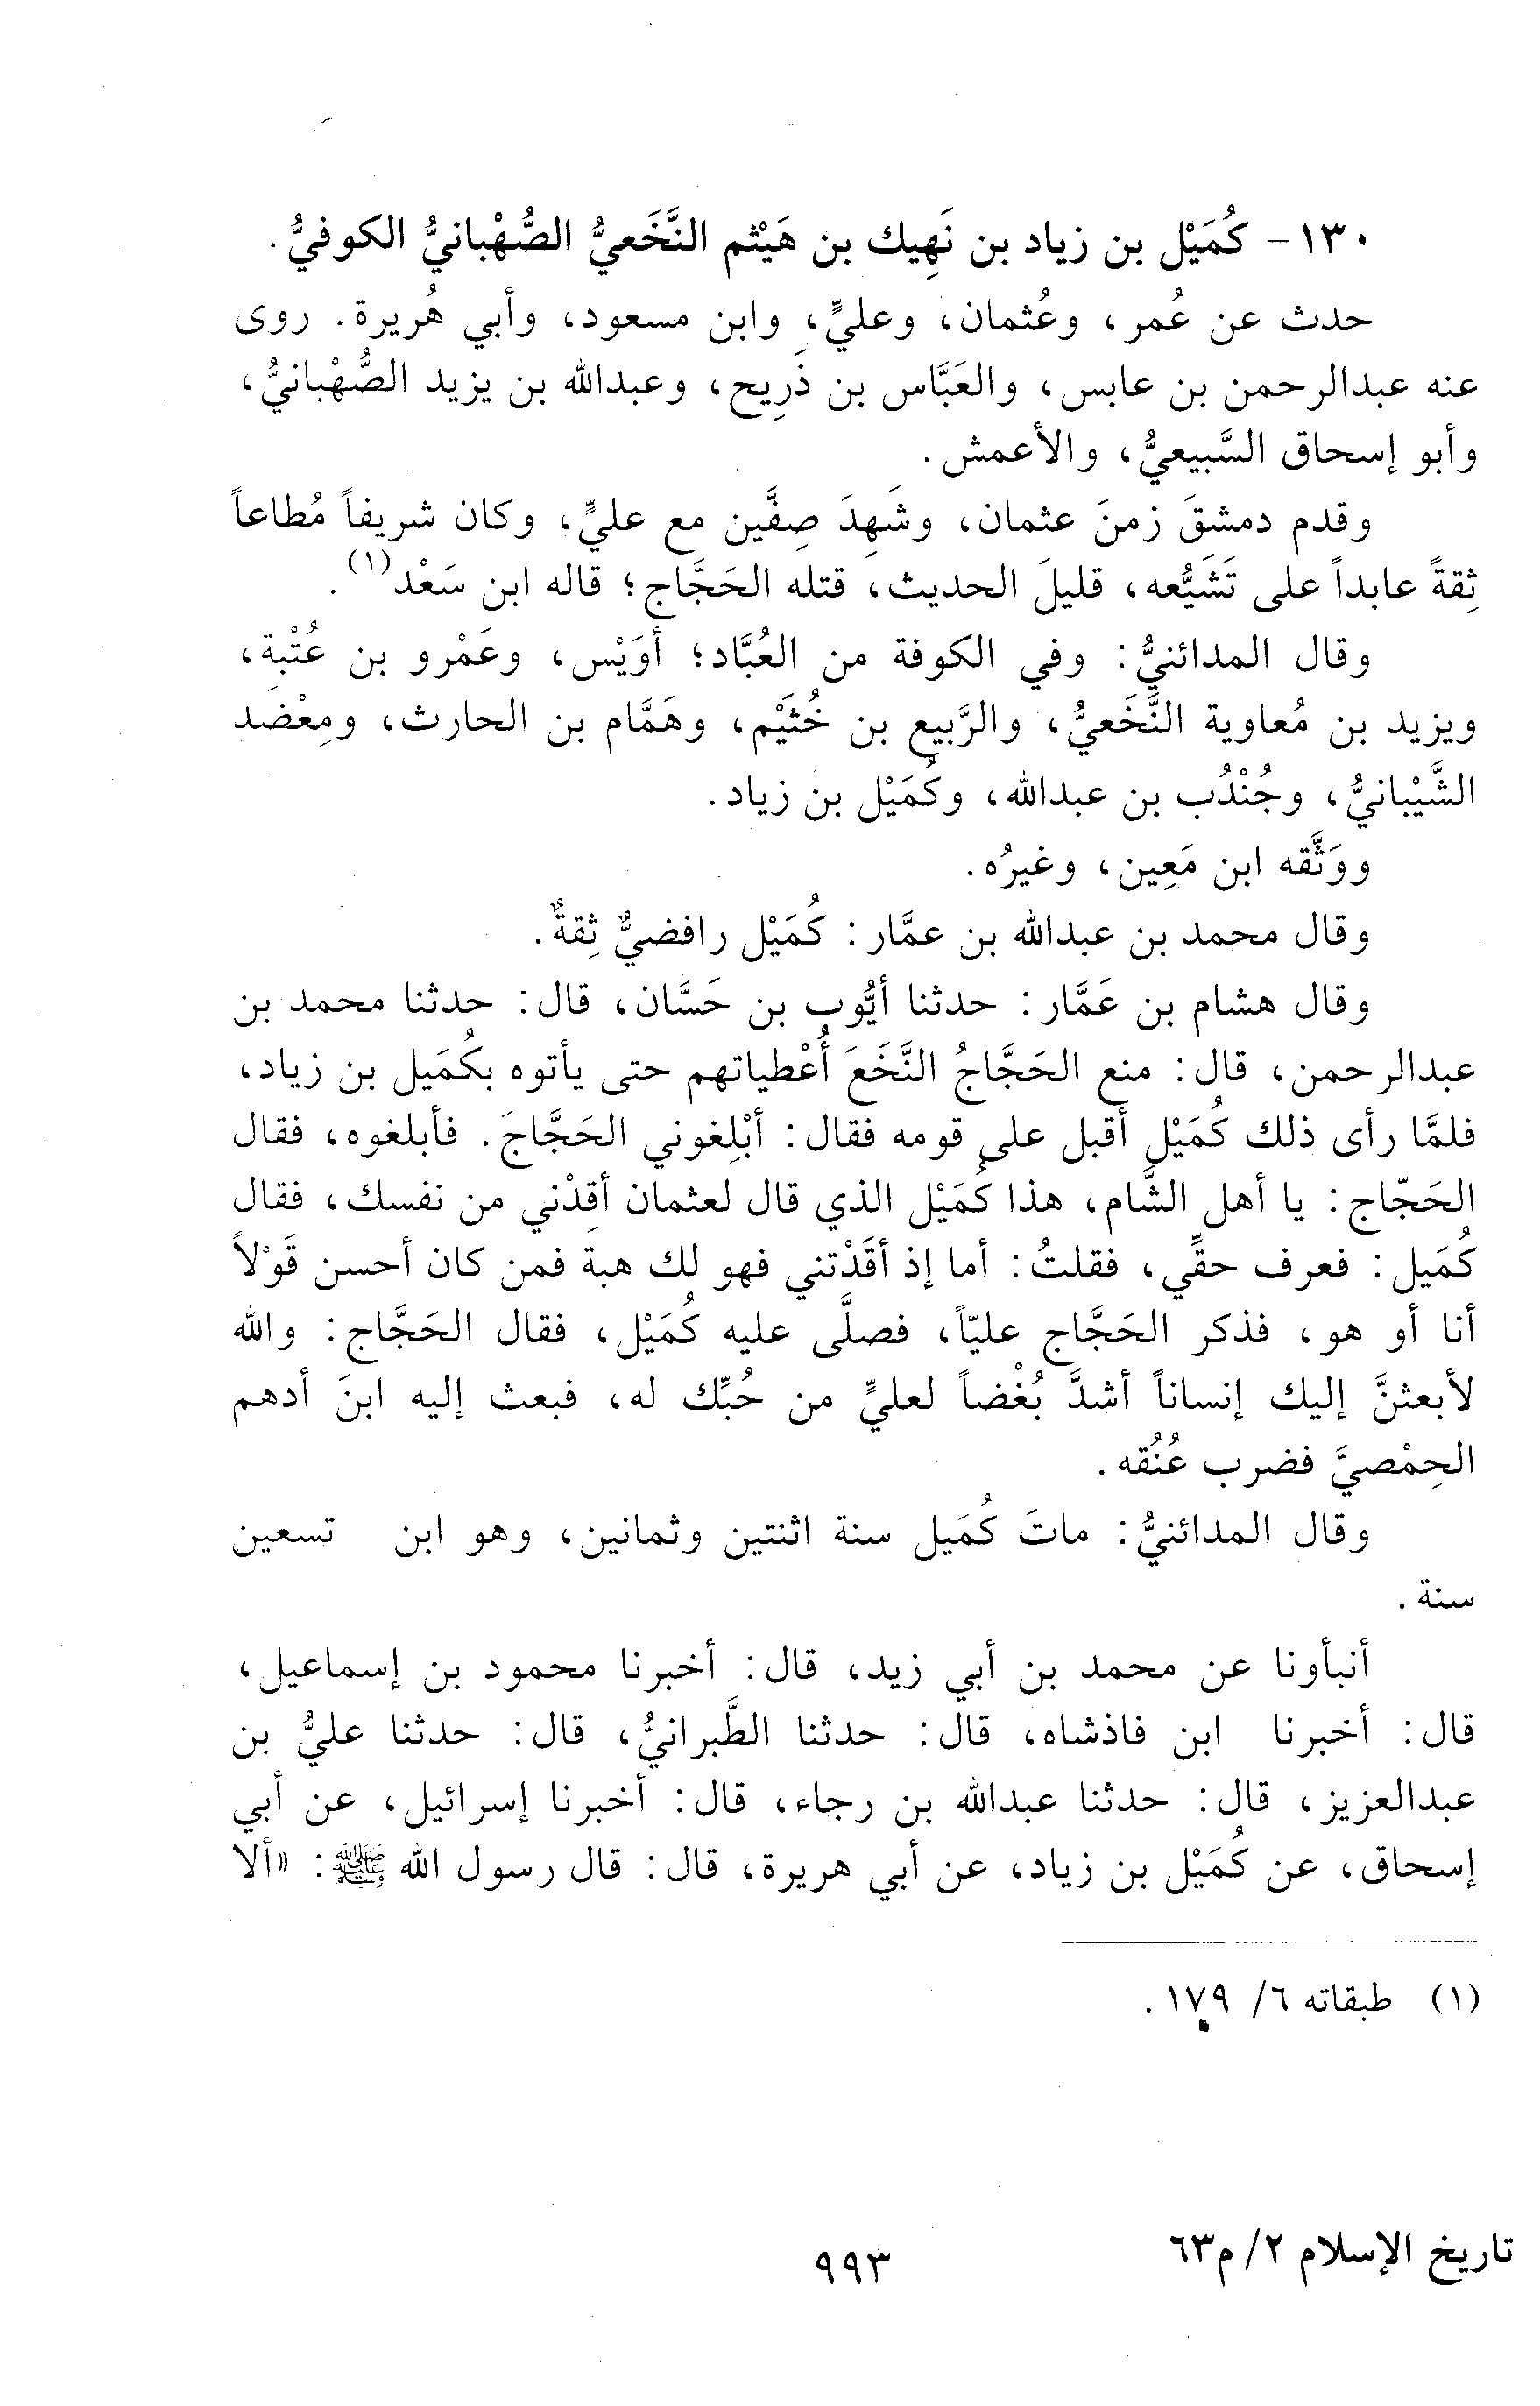 ١٣٠- كُمَيْل بن زياد بن نَهِيك بن هَيْثم النَّخَعيُّ الصُّهْبانيُّ الكوفيُّ.
حدث عن عُمر، وعُثمان، وعليٍّ، وابن مسعود، وأبي هُريرة. روى
عنه عبدالرحمن بن عابس، والعَبَّاس بن ذَرِيح، وعبدالله بن يزيد الصُّهْبانيُّ،
وأبو إسحاق السَّبيعيُّ، والأعمش.
وقدم دمشقَ زمنَ عثمان، وشَهِدَ صِفَّين مع عليٍّ، وكان شريفاً مُطاعاً
ثِقةً عابداً على تَشَيُّعه، قليلَ الحديث، قتله الحَجَّاج؛ قاله ابن سَعْد(١).
وقال المدائنيُّ: وفي الكوفة من العُبَّاد؛ أوَيْس، وعَمْرو بن عُتْبة،
ويزيد بن مُعاوية النَّخَعيُّ، والرَّبيع بن خُثَيْم، وهَمَّام بن الحارث، ومِعْضَد
الشَّيْبانيُّ، وجُنْدُب بن عبدالله، وكُمَيْل بن زياد.
ووَثَّقه ابن مَعِين، وغيرُه.
وقال محمد بن عبدالله بن عمَّار: كُمَيْل رافضيٌّ ثِقةٌ.
وقال هشام بن عَمَّار: حدثنا أيُّوب بن حَسَّان، قال: حدثنا محمد بن
عبدالرحمن، قال: منع الحَجَّاجُ النَّخَعَ أُعْطياتهم حتى يأتوه بكُمَيل بن زياد،
فلمَّا رأى ذلك كُمَيْل أقبل على قومه فقال: أبْلِغوني الحَجَّاجَ. فأبلغوه، فقال
الحَجّاج: يا أهل الشَّام، هذا كُمَيْل الذي قال لعثمان أقِدْني من نفسك، فقال
كُمَيل: فعرف حقِّي، فقلتُ: أما إذ أقَدْتني فهو لك هبة فمن كان أحسن قَوْلاً
أنا أو هو، فذكر الحَجَّاج عليّاً، فصلَّى عليه كُمَيْل، فقال الحَجَّاج: والله
لأبعثنَّ إليك إنساناً أشدَّ بُغْضاً لعليٍّ من حُبِّك له، فبعث إليه ابنَ أدهم
الحِمْصيَّ فضرب عُنُقه.
وقال المدائنيُّ: ماتَ كُمَيل سنة اثنتين وثمانين، وهو ابن تسعين
سنة.
أنبأونا عن محمد بن أبي زيد، قال: أخبرنا محمود بن إسماعيل،
قال: أخبرنا ابن فاذشاه، قال: حدثنا الطَّبرانيُّ، قال: حدثنا عليُّ بن
عبدالعزيز، قال: حدثنا عبدالله بن رجاء، قال: أخبرنا إسرائيل، عن أبي
إسحاق، عن كُمَيْل بن زياد، عن أبي هريرة، قال: قال رسول الله ﷺ: «ألا
(١) طبقاته ٦/ ١٧٩.
تاريخ الإسلام ٢/ م٦٣
٩٩٣